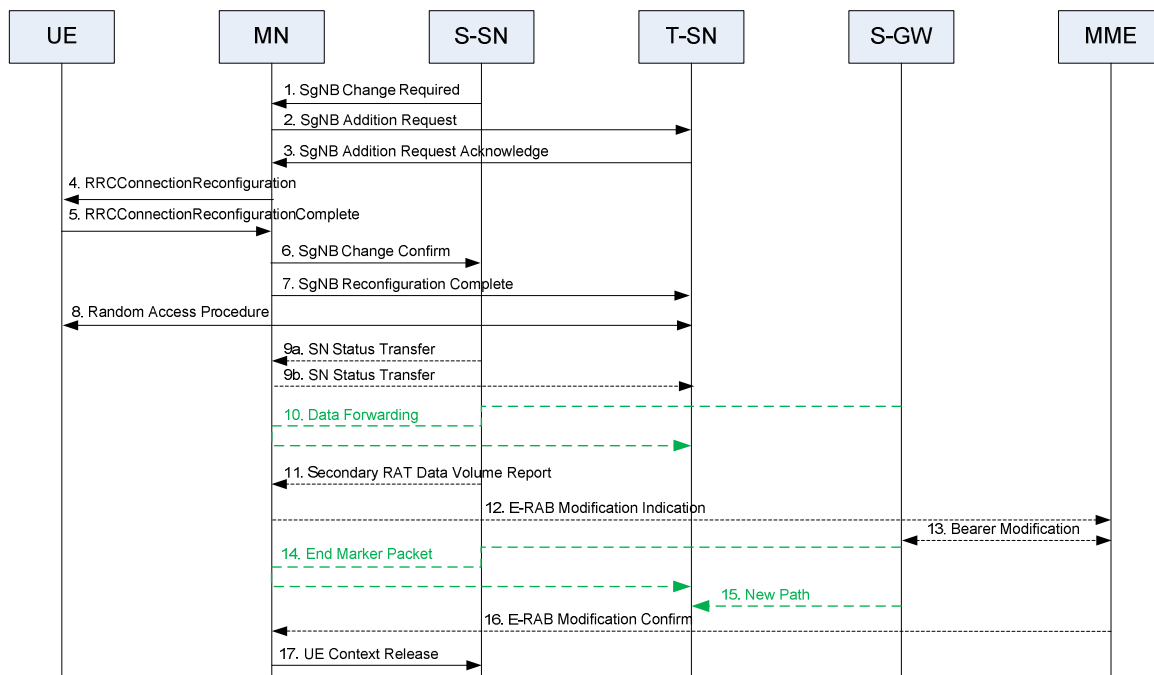 UE
MN
S-SN
T-SN
S-GW
MME
1. SgNB Change Required
2. SgNB Addition Request
3. SgNB Addition Request Acknowledge
4. RRCConnectionReconfiguration
5. RRCConnectionReconfigurationComplete
6. SgNB Change Confirm
7. SgNB Reconfiguration Complete
8. Random Access Procedure
9a. SN Status Transfer
9b. SN Status Transfer
10. Data Forwarding
11. Secondary RAT Data Volume Report
12. E-RAB Modification Indication
13. Bearer Modification
14. End Marker Packet
15. New Path
16. E-RAB Modification Confirm
17. UE Context Release